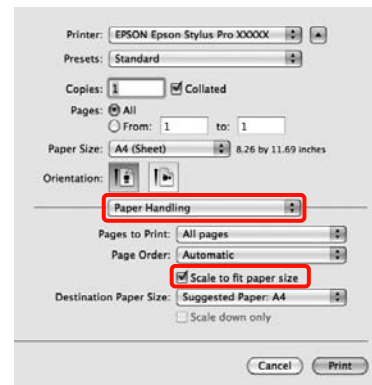 Printer: EPSON Epson Stylus Pro XXXXX
Presets: Standard
Copies: 1 Collated
Pages: All
From: 1 to: 1
Paper Size: A4 (Sheet) 8.26 by 11.69 inches
Orientation:
Paper Handling
Pages to Print: All pages
Page Order: Automatic
Scale to fit paper size
Destination Paper Size: Suggested Paper: A4
Scale down only
Cancel Print